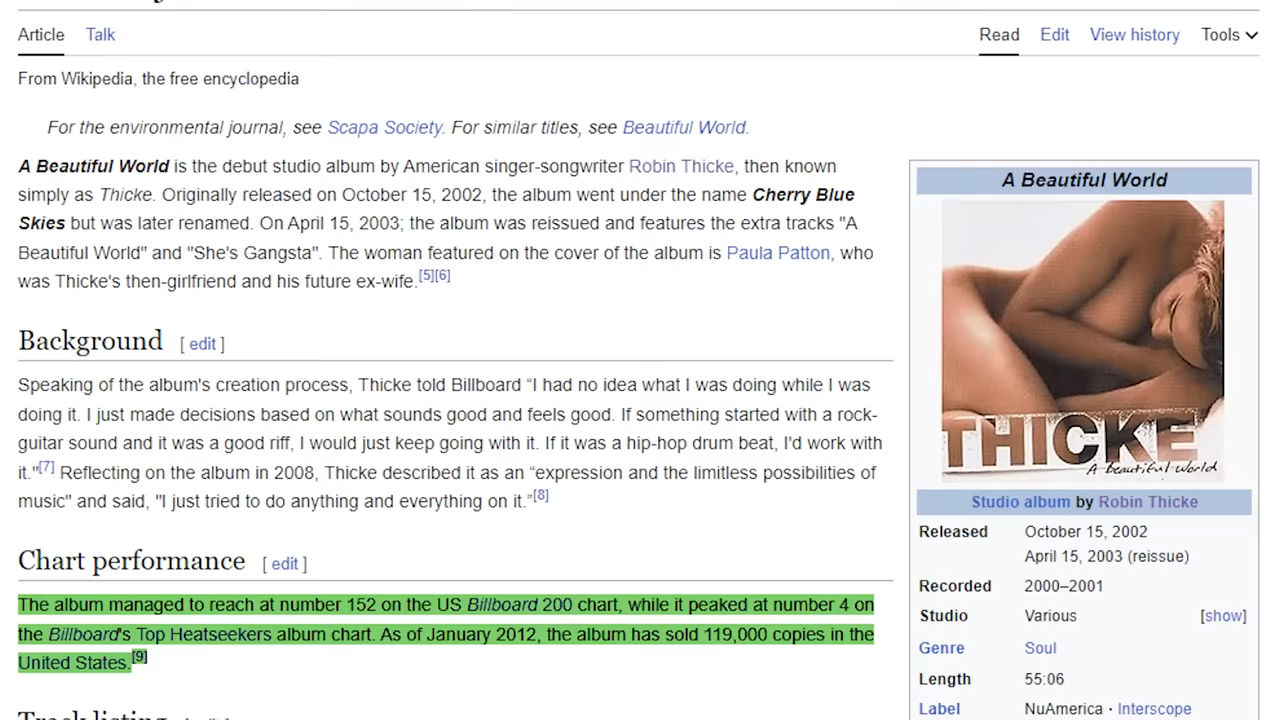 Article Talk Read Edit View history Tools
From Wikipedia, the free encyclopedia
For the environmental journal, see Scapa Society. For similar titles, see Beautiful World.
A Beautiful World is the debut studio album by American singer-songwriter Robin Thicke, then known
simply as Thicke. Originally released on October 15, 2002, the album went under the name Cherry Blue
Skies but was later renamed. On April 15, 2003; the album was reissued and features the extra tracks "A
Beautiful World" and "She's Gangsta". The woman featured on the cover of the album is Paula Patton, who
was Thicke's then-girlfriend and his future ex-wife.[5][6]
Background [ edit ]
Speaking of the album's creation process, Thicke told Billboard “I had no idea what I was doing while I was
doing it. I just made decisions based on what sounds good and feels good. If something started with a rock-
guitar sound and it was a good riff, I would just keep going with it. If it was a hip-hop drum beat, I'd work with
it."[7] Reflecting on the album in 2008, Thicke described it as an “expression and the limitless possibilities of
music" and said, "I just tried to do anything and everything on it.”[8]
Chart performance [ edit ]
The album managed to reach at number 152 on the US Billboard 200 chart, while it peaked at number 4 on
the Billboard's Top Heatseekers album chart. As of January 2012, the album has sold 119,000 copies in the
United States.[9]
A Beautiful World
THICKE
A beautiful world
Studio album by Robin Thicke
Released October 15, 2002
April 15, 2003 (reissue)
Recorded 2000–2001
Studio Various [show]
Genre Soul
Length 55:06
Label NuAmerica · Interscope